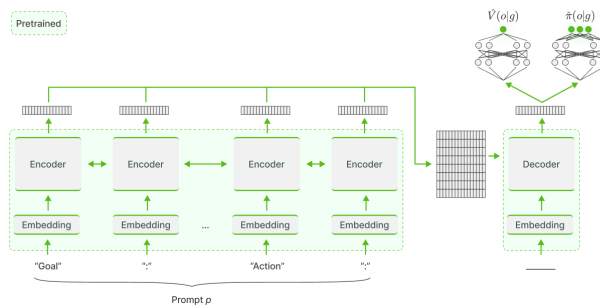 Pretrained
V̂(o|g) π̂(o|g)
Encoder Encoder Encoder Encoder Decoder
Embedding Embedding ... Embedding Embedding Embedding
"Goal" ":" "Action" ":"
Prompt p